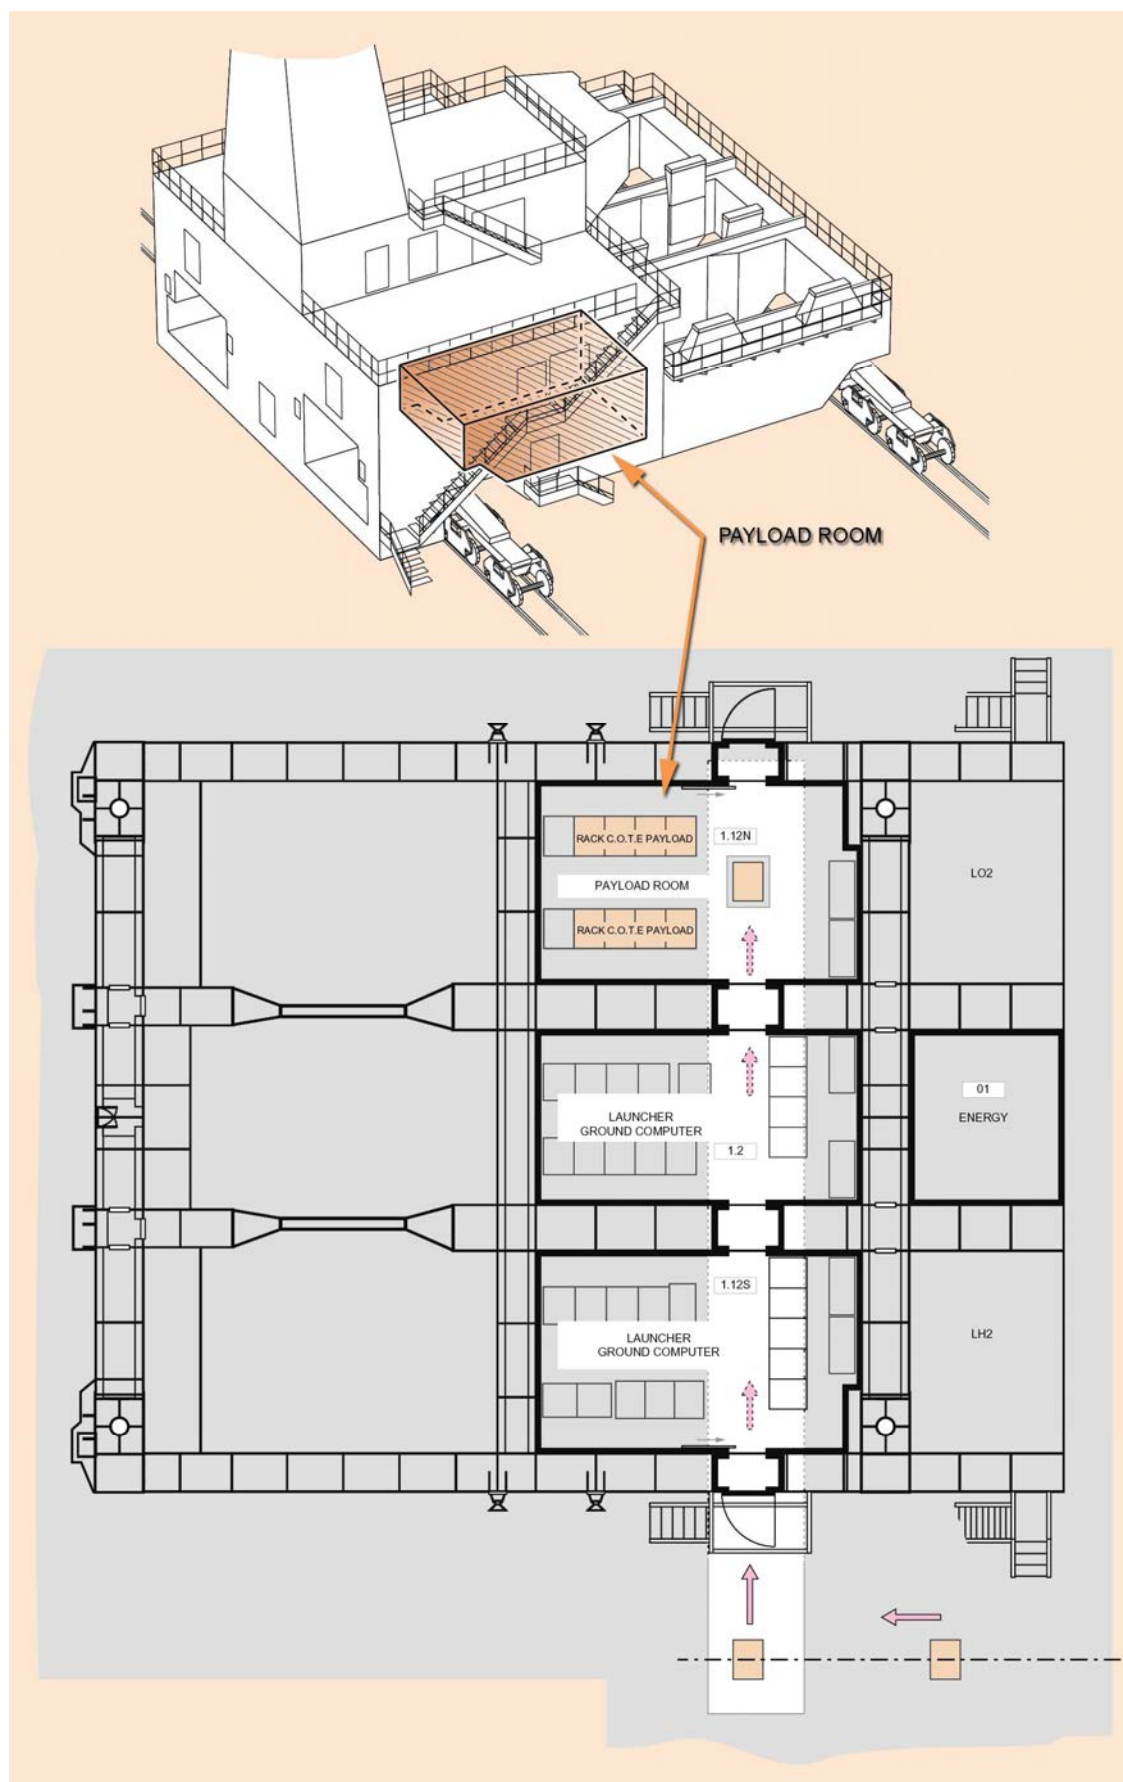 PAYLOAD ROOM
RACK C.O.T.E PAYLOAD
1.12N
LO2
PAYLOAD ROOM
RACK C.O.T.E PAYLOAD
01
ENERGY
LAUNCHER
GROUND COMPUTER
1.2
1.12S
LAUNCHER
GROUND COMPUTER
LH2